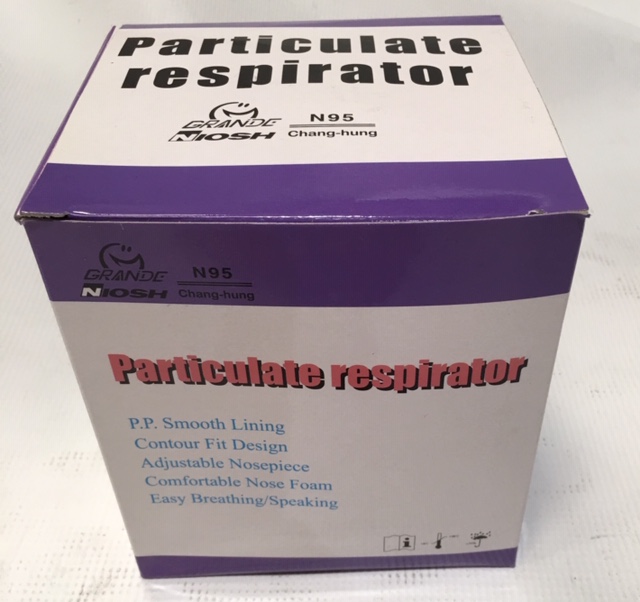 Particulate
respirator
GRANDE
N95
NIOSH
Chang-hung
GRANDE
N95
NIOSH
Chang-hung
Particulate respirator
P.P. Smooth Lining
Contour Fit Design
Adjustable Nosepiece
Comfortable Nose Foam
Easy Breathing/Speaking